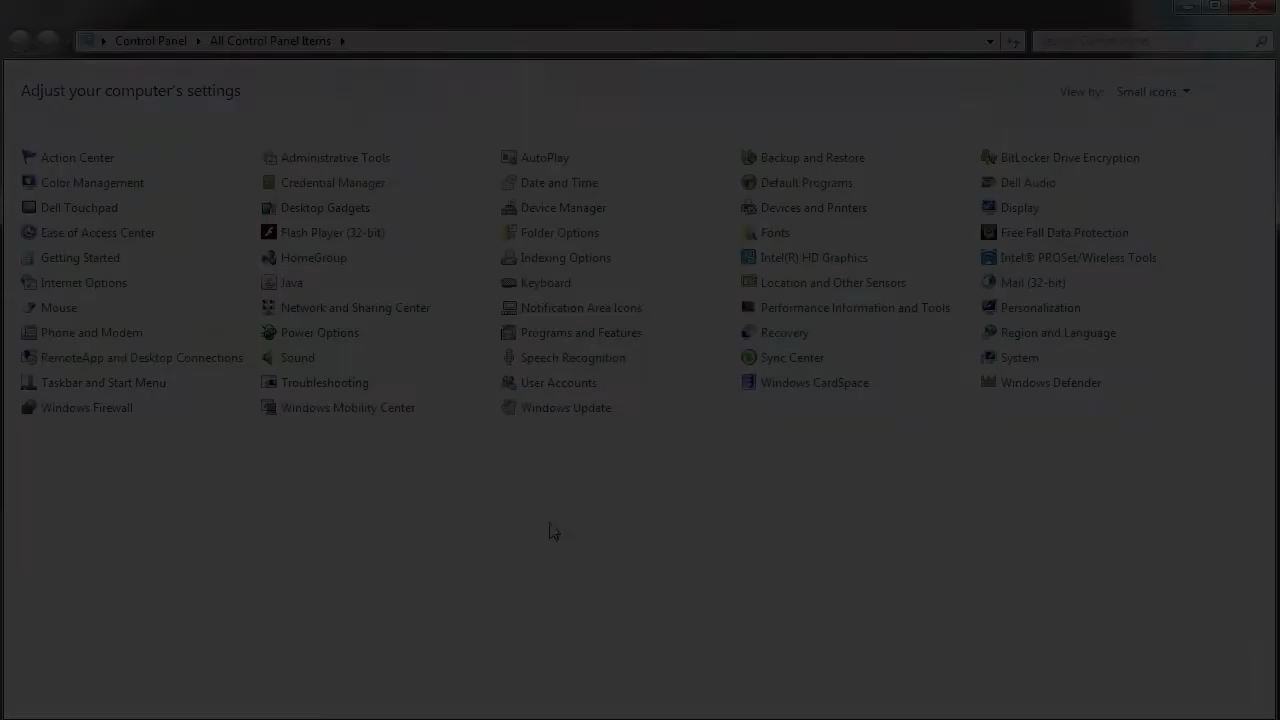 Control Panel All Control Panel Items
Adjust your computer's settings
View by: Small icons
Action Center Administrative Tools AutoPlay Backup and Restore BitLocker Drive Encryption
Color Management Credential Manager Date and Time Default Programs Dell Audio
Dell Touchpad Desktop Gadgets Device Manager Devices and Printers Display
Ease of Access Center Flash Player (32-bit) Folder Options Fonts Free Fall Data Protection
Getting Started HomeGroup Indexing Options Intel(R) HD Graphics Intel® PROSet/Wireless Tools
Internet Options Java Keyboard Location and Other Sensors Mail (32-bit)
Mouse Network and Sharing Center Notification Area Icons Performance Information and Tools Personalization
Phone and Modem Power Options Programs and Features Recovery Region and Language
RemoteApp and Desktop Connections Sound Speech Recognition Sync Center System
Taskbar and Start Menu Troubleshooting User Accounts Windows CardSpace Windows Defender
Windows Firewall Windows Mobility Center Windows Update